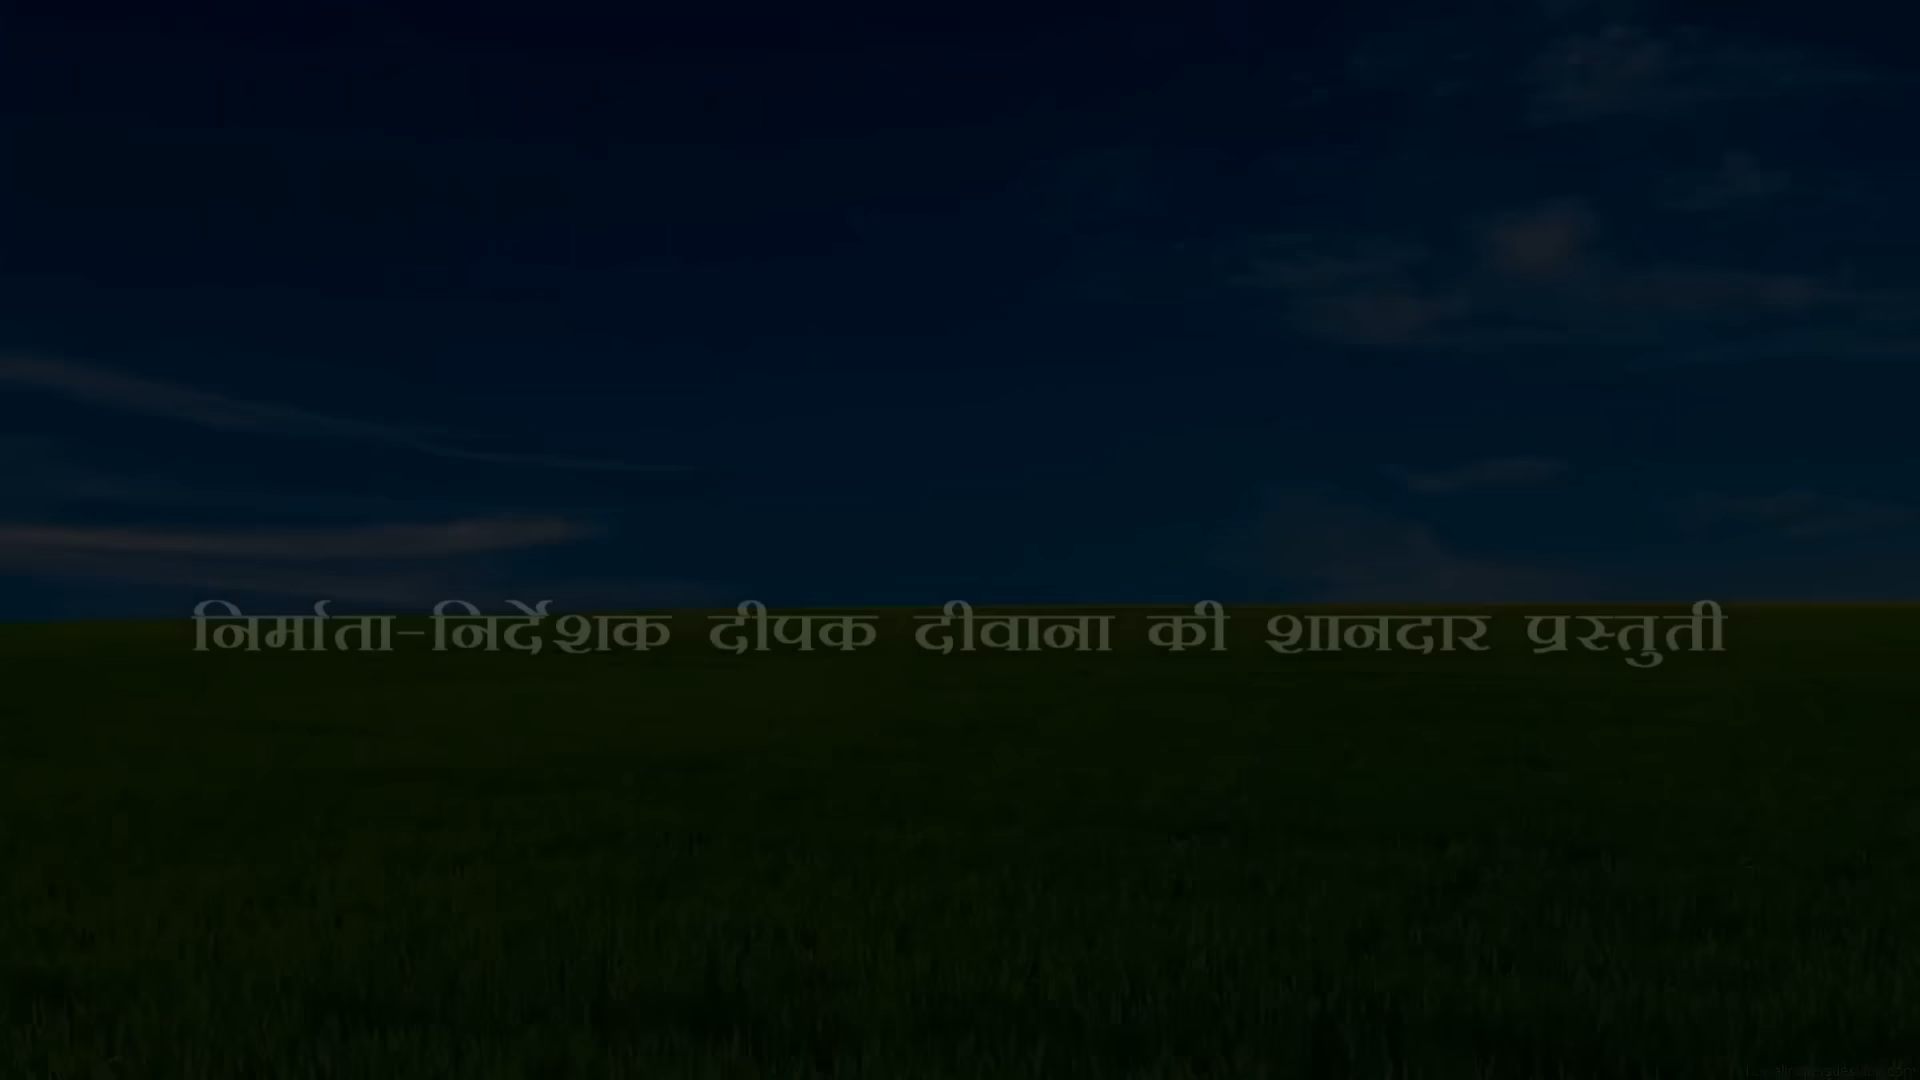 निर्माता-निर्देशक दीपक दीवाना की शानदार प्रस्तुती